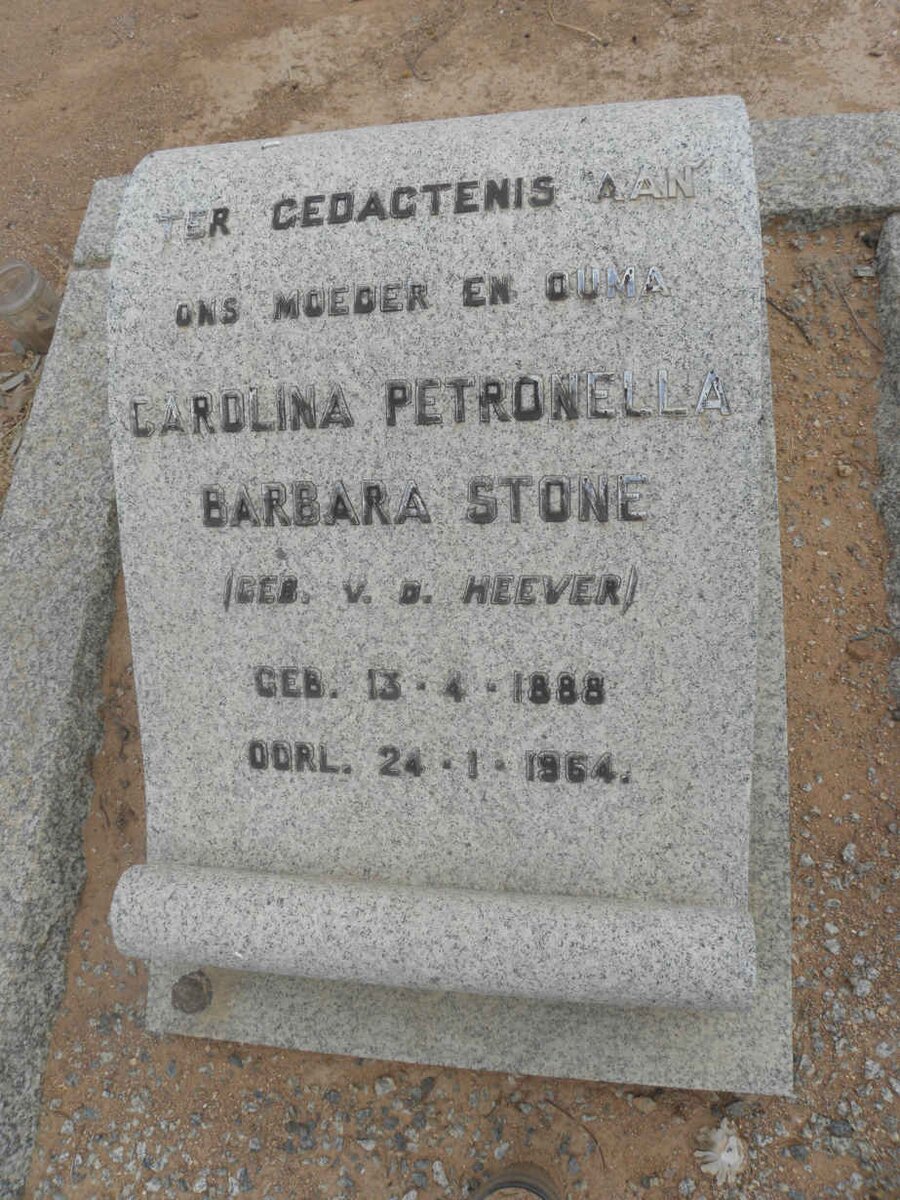 TER GEDACTENIS AAN
ONS MOEDER EN OUMA
CAROLINA PETRONELLA
BARBARA STONE
(GEB. V. D. HEEVER)
GEB. 13-4-1888
OORL. 24-1-1964.